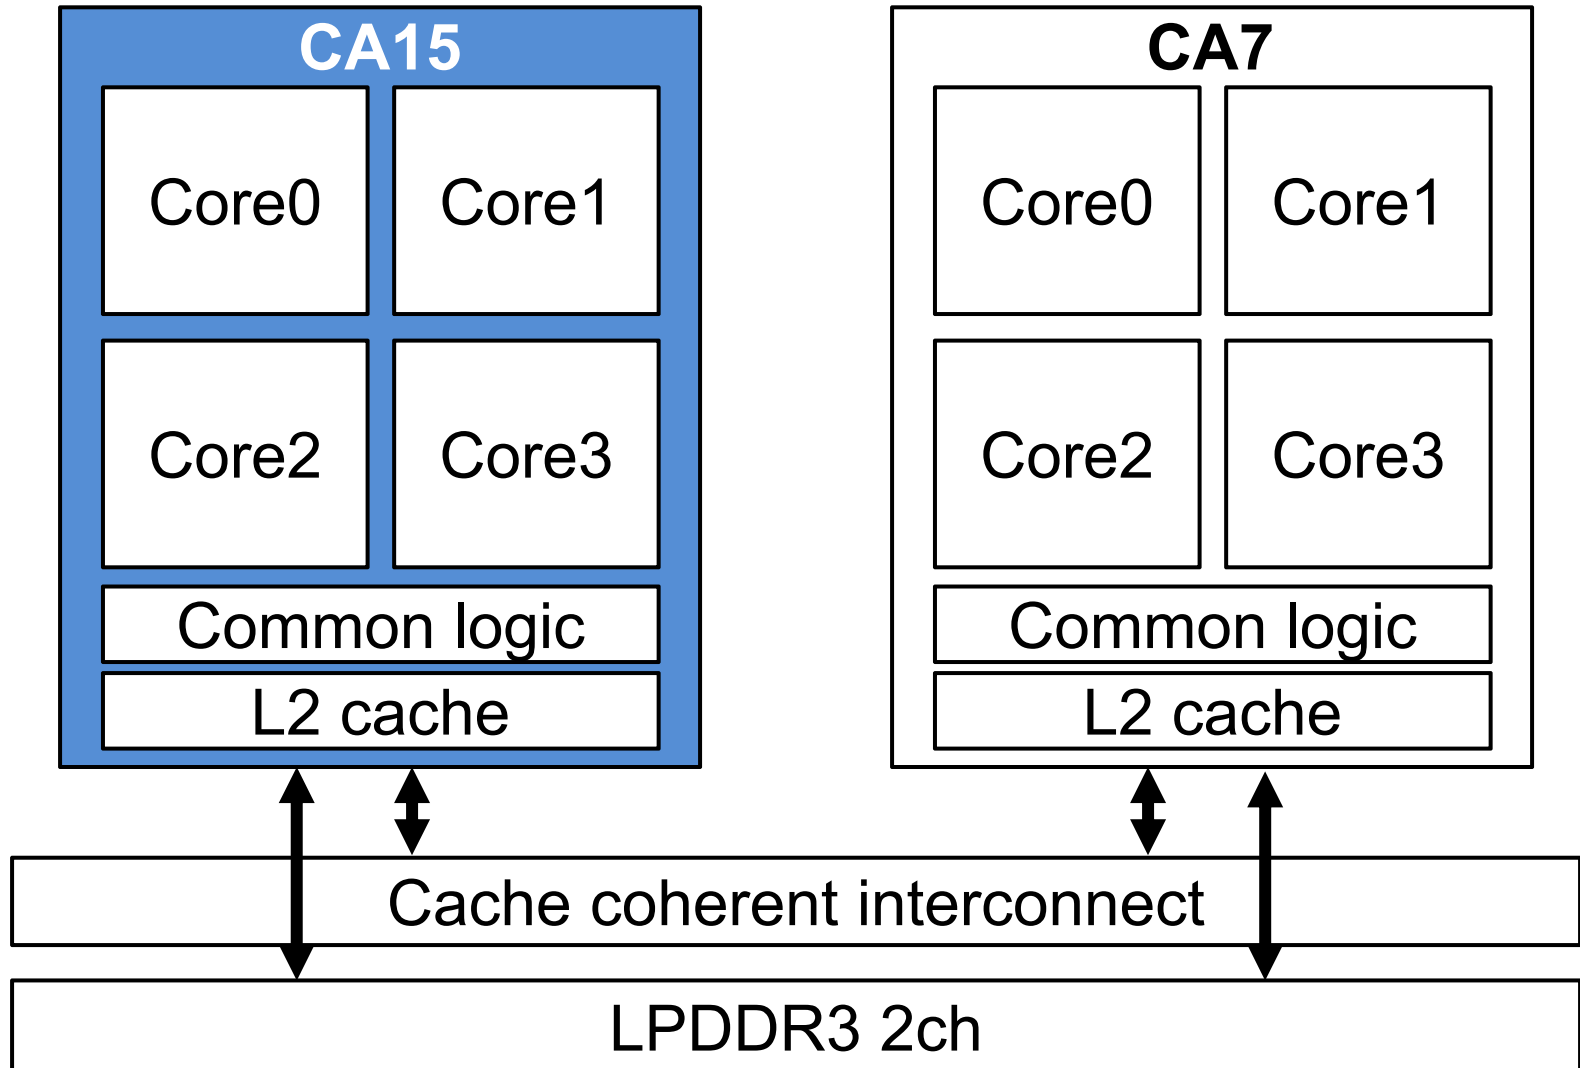 CA15
Core0
Core1
Core2
Core3
Common logic
L2 cache
CA7
Core0
Core1
Core2
Core3
Common logic
L2 cache
Cache coherent interconnect
LPDDR3 2ch